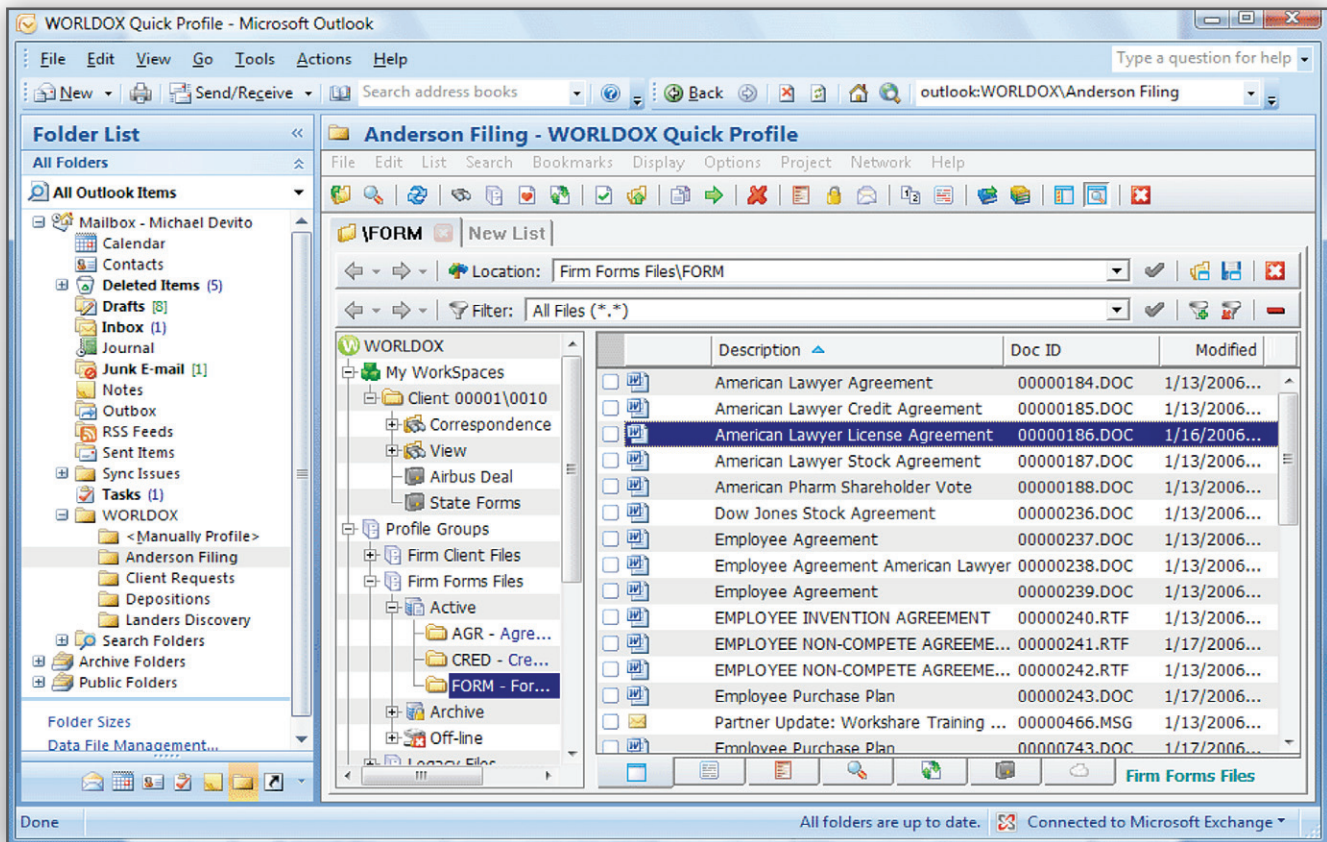 WORLDOX Quick Profile - Microsoft Outlook
File Edit View Go Tools Actions Help
Type a question for help
New Send/Receive Search address books Back outlook:WORLDOX\Anderson Filing
Folder List «
All Folders
All Outlook Items
Mailbox - Michael Devito
Calendar
Contacts
Deleted Items (5)
Drafts [8]
Inbox (1)
Journal
Junk E-mail [1]
Notes
Outbox
RSS Feeds
Sent Items
Sync Issues
Tasks (1)
WORLDOX
<Manually Profile>
Anderson Filing
Client Requests
Depositions
Landers Discovery
Search Folders
Archive Folders
Public Folders
Folder Sizes
Data File Management...
Anderson Filing - WORLDOX Quick Profile
File Edit List Search Bookmarks Display Options Project Network Help
\FORM New List
Location: Firm Forms Files\FORM
Filter: All Files (*.*)
WORLDOX
My WorkSpaces
Client 00001\0010
Correspondence
View
Airbus Deal
State Forms
Profile Groups
Firm Client Files
Firm Forms Files
Active
AGR - Agre...
CRED - Cre...
FORM - For...
Archive
Off-line
Legacy Files
Description Doc ID Modified
American Lawyer Agreement 00000184.DOC 1/13/2006...
American Lawyer Credit Agreement 00000185.DOC 1/13/2006...
American Lawyer License Agreement 00000186.DOC 1/16/2006...
American Lawyer Stock Agreement 00000187.DOC 1/13/2006...
American Pharm Shareholder Vote 00000188.DOC 1/13/2006...
Dow Jones Stock Agreement 00000236.DOC 1/13/2006...
Employee Agreement 00000237.DOC 1/13/2006...
Employee Agreement American Lawyer 00000238.DOC 1/13/2006...
Employee Agreement 00000239.DOC 1/13/2006...
EMPLOYEE INVENTION AGREEMENT 00000240.RTF 1/13/2006...
EMPLOYEE NON-COMPETE AGREEME... 00000241.RTF 1/17/2006...
EMPLOYEE NON-COMPETE AGREEME... 00000242.RTF 1/13/2006...
Employee Purchase Plan 00000243.DOC 1/17/2006...
Partner Update: Workshare Training ... 00000466.MSG 1/13/2006...
Employee Purchase Plan 00000743.DOC 1/17/2006...
Firm Forms Files
Done
All folders are up to date. Connected to Microsoft Exchange